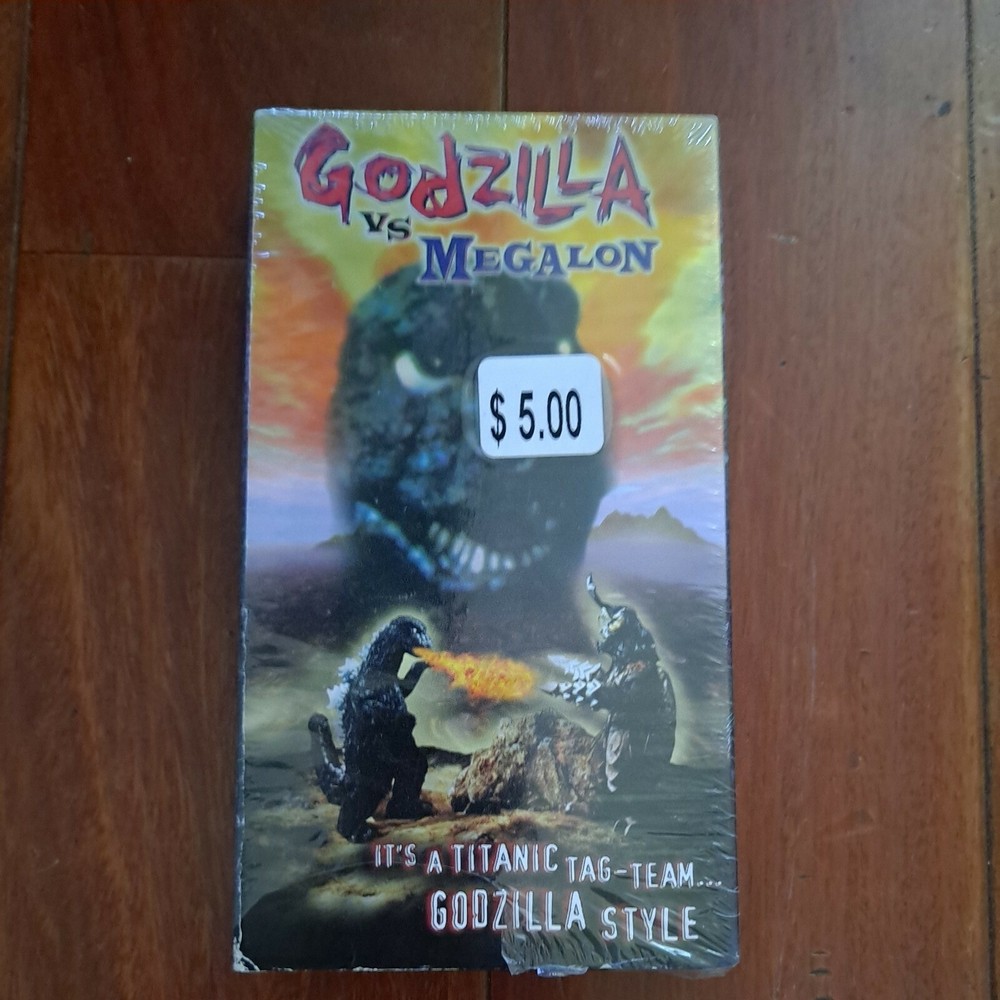 GODZILLA
VS
MEGALON
$ 5.00
IT'S A TITANIC TAG-TEAM...
GODZILLA STYLE